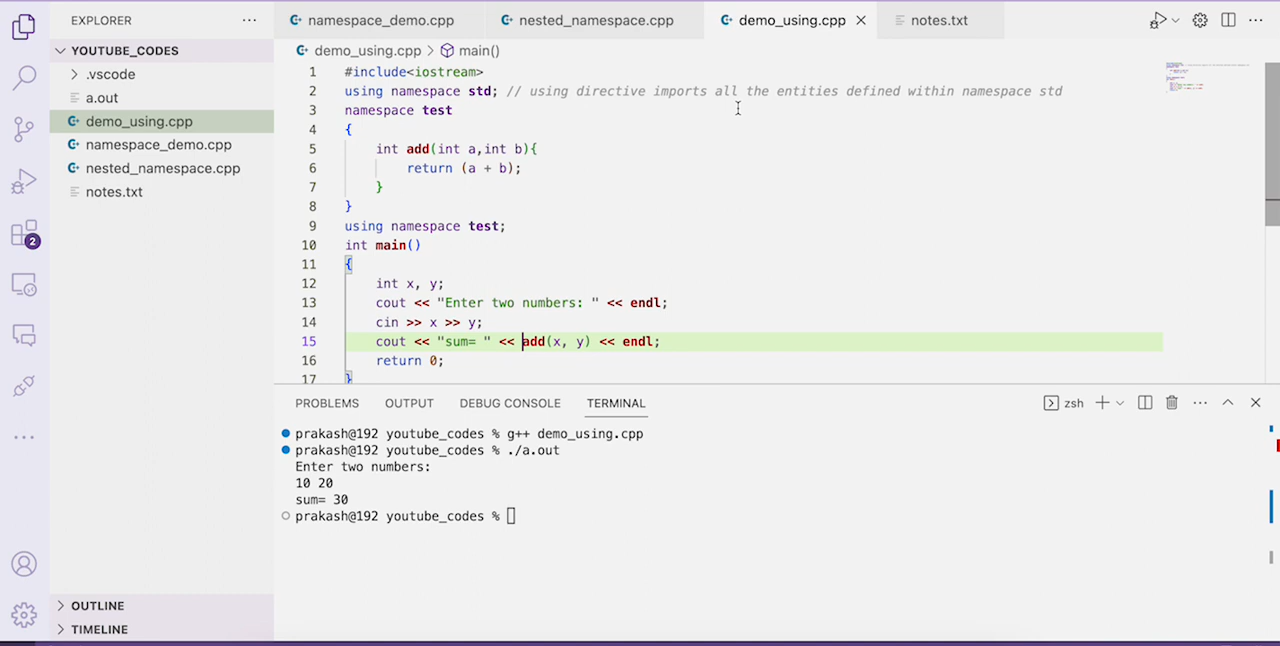 EXPLORER
YOUTUBE_CODES
.vscode
a.out
demo_using.cpp
namespace_demo.cpp
nested_namespace.cpp
notes.txt
OUTLINE
TIMELINE
2
namespace_demo.cpp nested_namespace.cpp demo_using.cpp notes.txt
demo_using.cpp > main()
1 #include<iostream>
2 using namespace std; // using directive imports all the entities defined within namespace std
3 namespace test
4 {
5 int add(int a,int b){
6 return (a + b);
7 }
8 }
9 using namespace test;
10 int main()
11 {
12 int x, y;
13 cout << "Enter two numbers: " << endl;
14 cin >> x >> y;
15 cout << "sum= " << add(x, y) << endl;
16 return 0;
17 }
PROBLEMS OUTPUT DEBUG CONSOLE TERMINAL zsh
prakash@192 youtube_codes % g++ demo_using.cpp
prakash@192 youtube_codes % ./a.out
Enter two numbers:
10 20
sum= 30
prakash@192 youtube_codes %